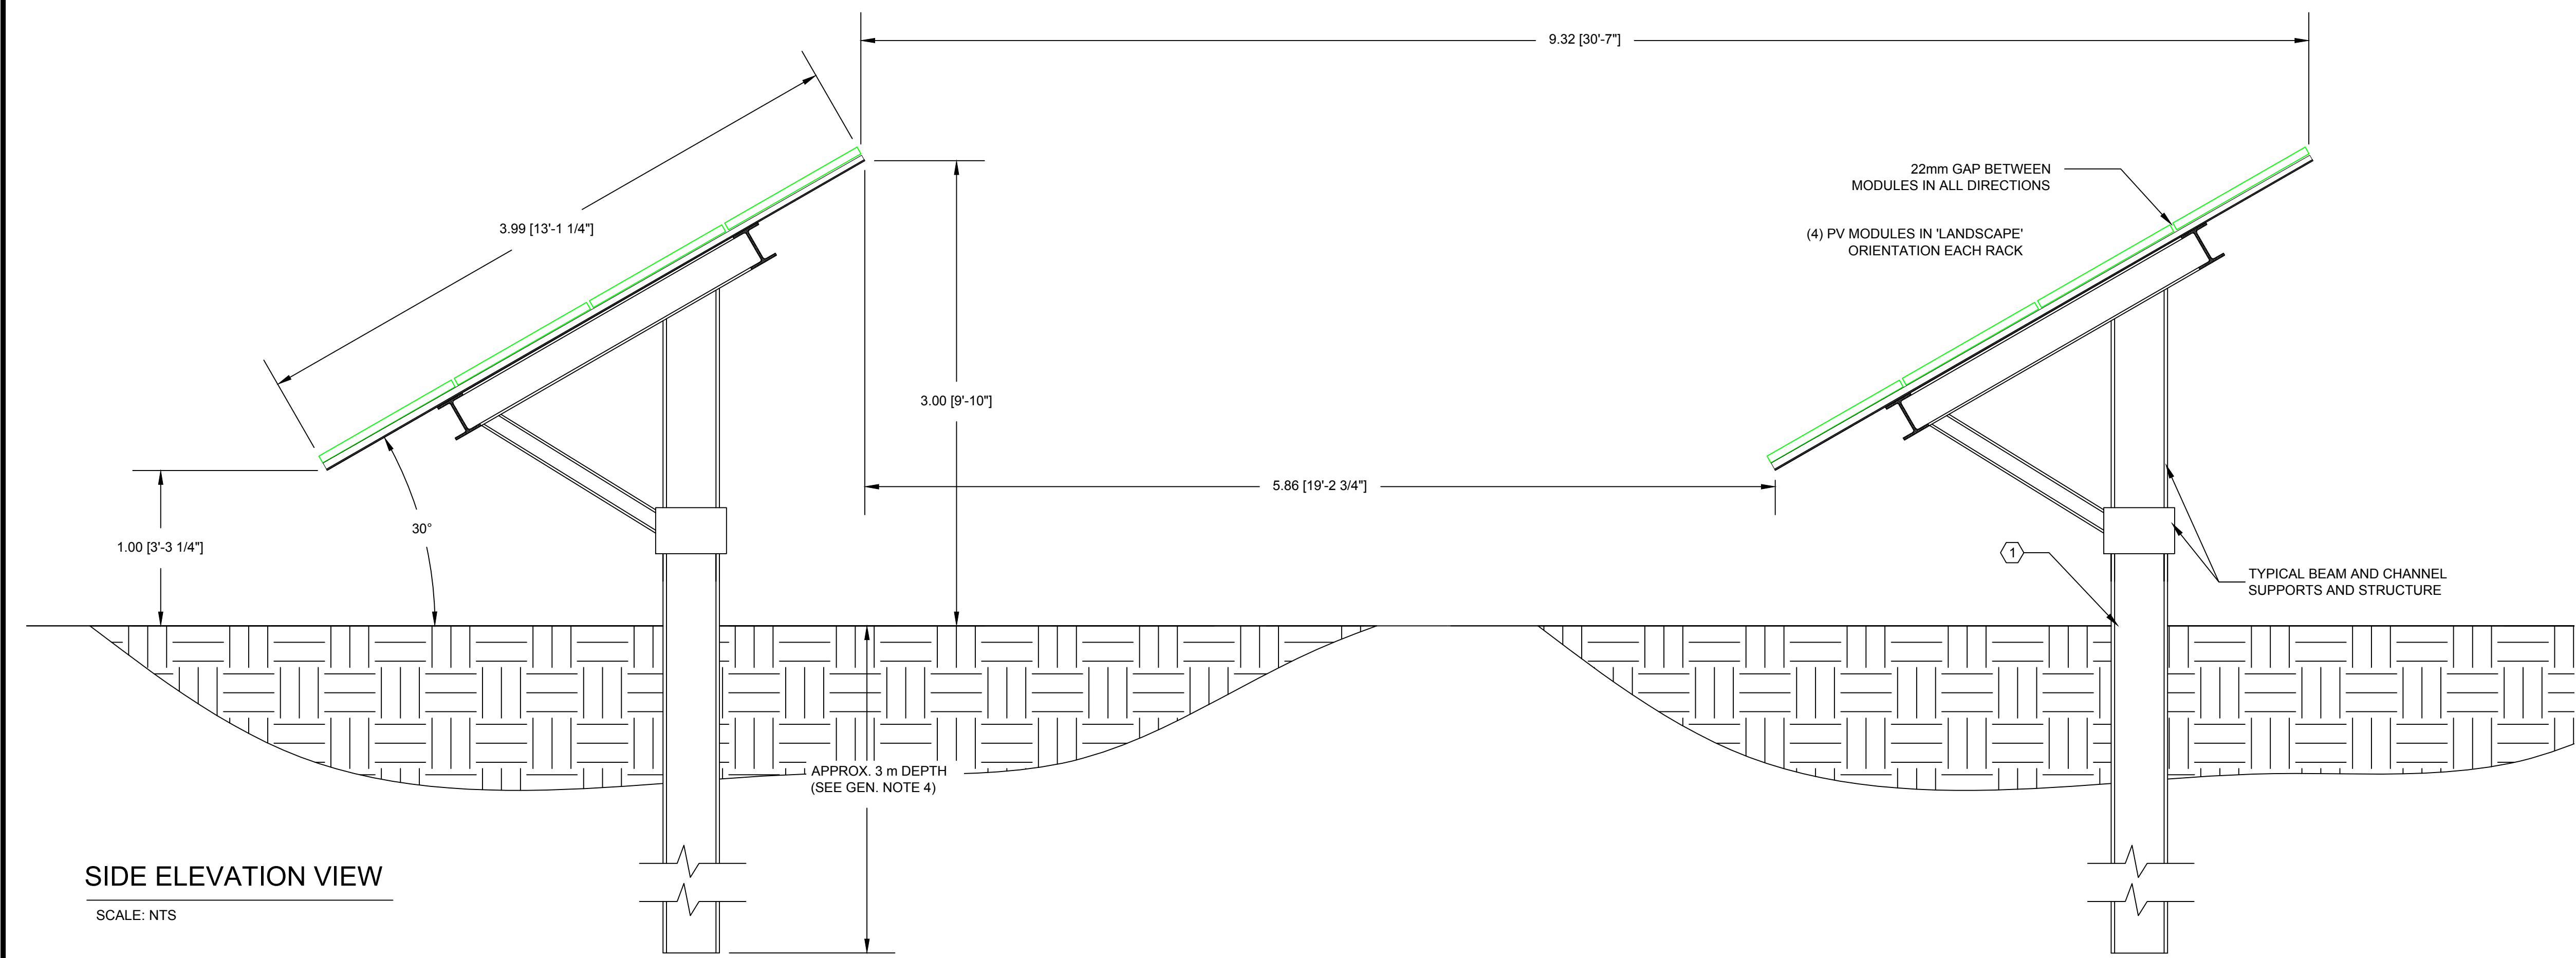 9.32 [30'-7"]
3.99 [13'-1 1/4"]
22mm GAP BETWEEN
MODULES IN ALL DIRECTIONS
(4) PV MODULES IN 'LANDSCAPE'
ORIENTATION EACH RACK
3.00 [9'-10"]
5.86 [19'-2 3/4"]
30°
1.00 [3'-3 1/4"]
1
TYPICAL BEAM AND CHANNEL
SUPPORTS AND STRUCTURE
APPROX. 3 m DEPTH
(SEE GEN. NOTE 4)
SIDE ELEVATION VIEW
SCALE: NTS